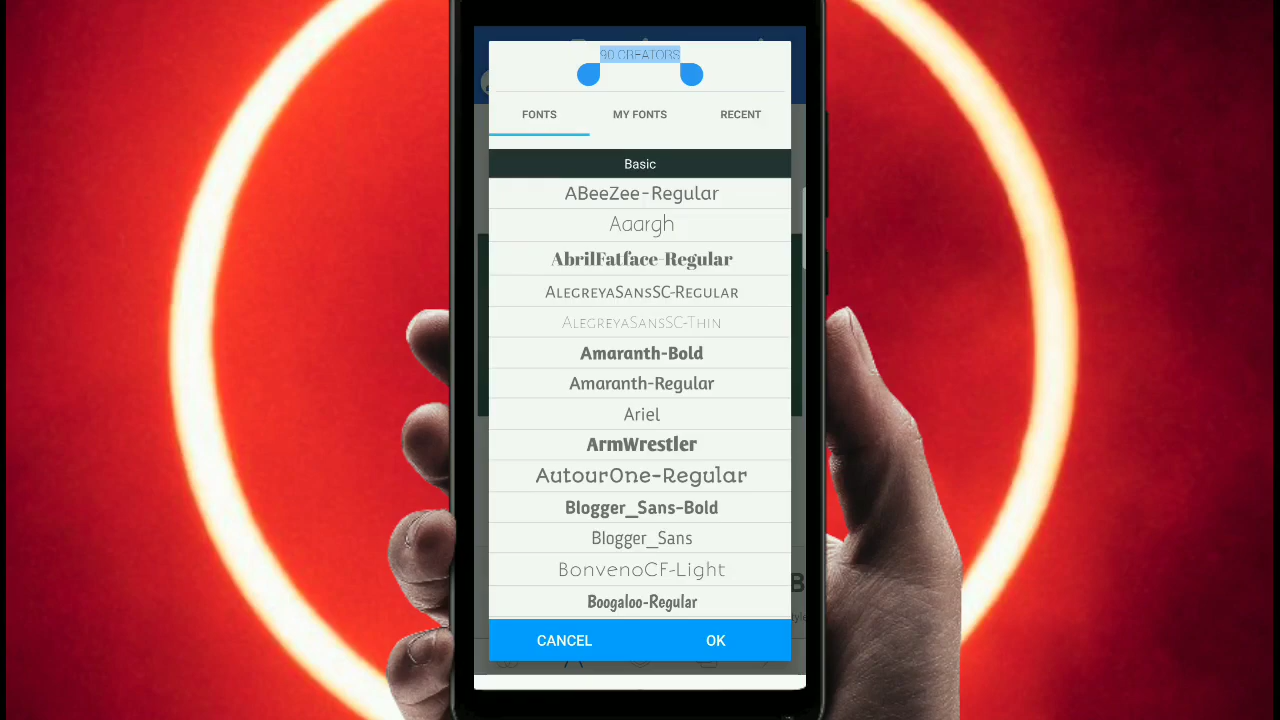 90 CREATORS
FONTS MY FONTS RECENT
Basic
ABeeZee-Regular
Aaargh
AbrilFatface-Regular
AlegreyaSansSC-Regular
AlegreyaSansSC-Thin
Amaranth-Bold
Amaranth-Regular
Ariel
ArmWrestler
AutourOne-Regular
Blogger_Sans-Bold
Blogger_Sans
BonvenoCF-Light
Boogaloo-Regular
CANCEL OK